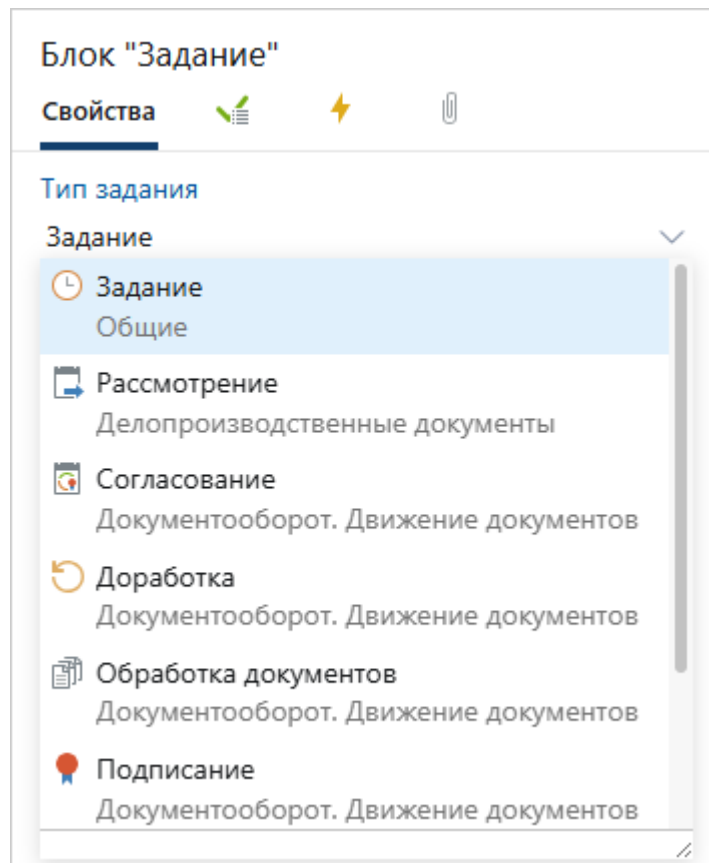 Блок "Задание"
Свойства
Тип задания
Задание
Задание
Общие
Рассмотрение
Делопроизводственные документы
Согласование
Документооборот. Движение документов
Доработка
Документооборот. Движение документов
Обработка документов
Документооборот. Движение документов
Подписание
Документооборот. Движение документов